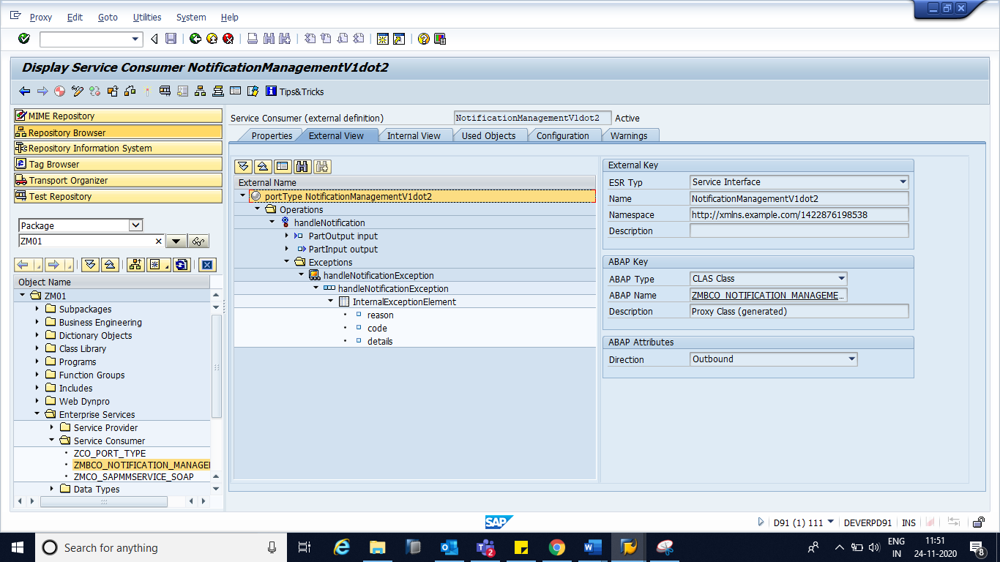 Proxy Edit Goto Utilities System Help
Display Service Consumer NotificationManagementV1dot2
Tips&Tricks
MIME Repository
Repository Browser
Repository Information System
Tag Browser
Transport Organizer
Test Repository
Package
ZM01
Object Name
ZM01
Subpackages
Business Engineering
Dictionary Objects
Class Library
Programs
Function Groups
Includes
Web Dynpro
Enterprise Services
Service Provider
Service Consumer
ZCO_PORT_TYPE
ZMBCO_NOTIFICATION_MANAGE
ZMCO_SAPMMSERVICE_SOAP
Data Types
Service Consumer (external definition) NotificationManagementV1dot2 Active
Properties External View Internal View Used Objects Configuration Warnings
External Name
portType NotificationManagementV1dot2
Operations
handleNotification
PartOutput input
PartInput output
Exceptions
handleNotificationException
handleNotificationException
InternalExceptionElement
reason
code
details
External Key
ESR Typ Service Interface
Name NotificationManagementV1dot2
Namespace http://xmlns.example.com/1422876198538
Description
ABAP Key
ABAP Type CLAS Class
ABAP Name ZMBCO_NOTIFICATION_MANAGEME...
Description Proxy Class (generated)
ABAP Attributes
Direction Outbound
SAP
D91 (1) 111 DEVERPD91 INS
Search for anything
2
ENG
IN
11:51
24-11-2020
8